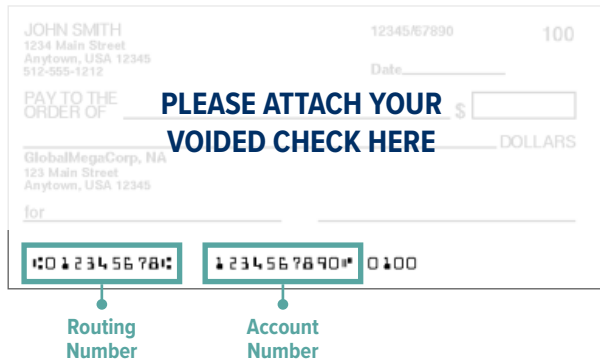 JOHN SMITH
1234 Main Street
Anytown, USA 12345
512-555-1212
12345/67890
100
Date
PAY TO THE
ORDER OF
$
PLEASE ATTACH YOUR
VOIDED CHECK HERE
DOLLARS
GlobalMegaCorp, NA
123 Main Street
Anytown, USA 12345
for
⑆012345678⑆ 1234567890⑈ 0100
Routing
Number
Account
Number